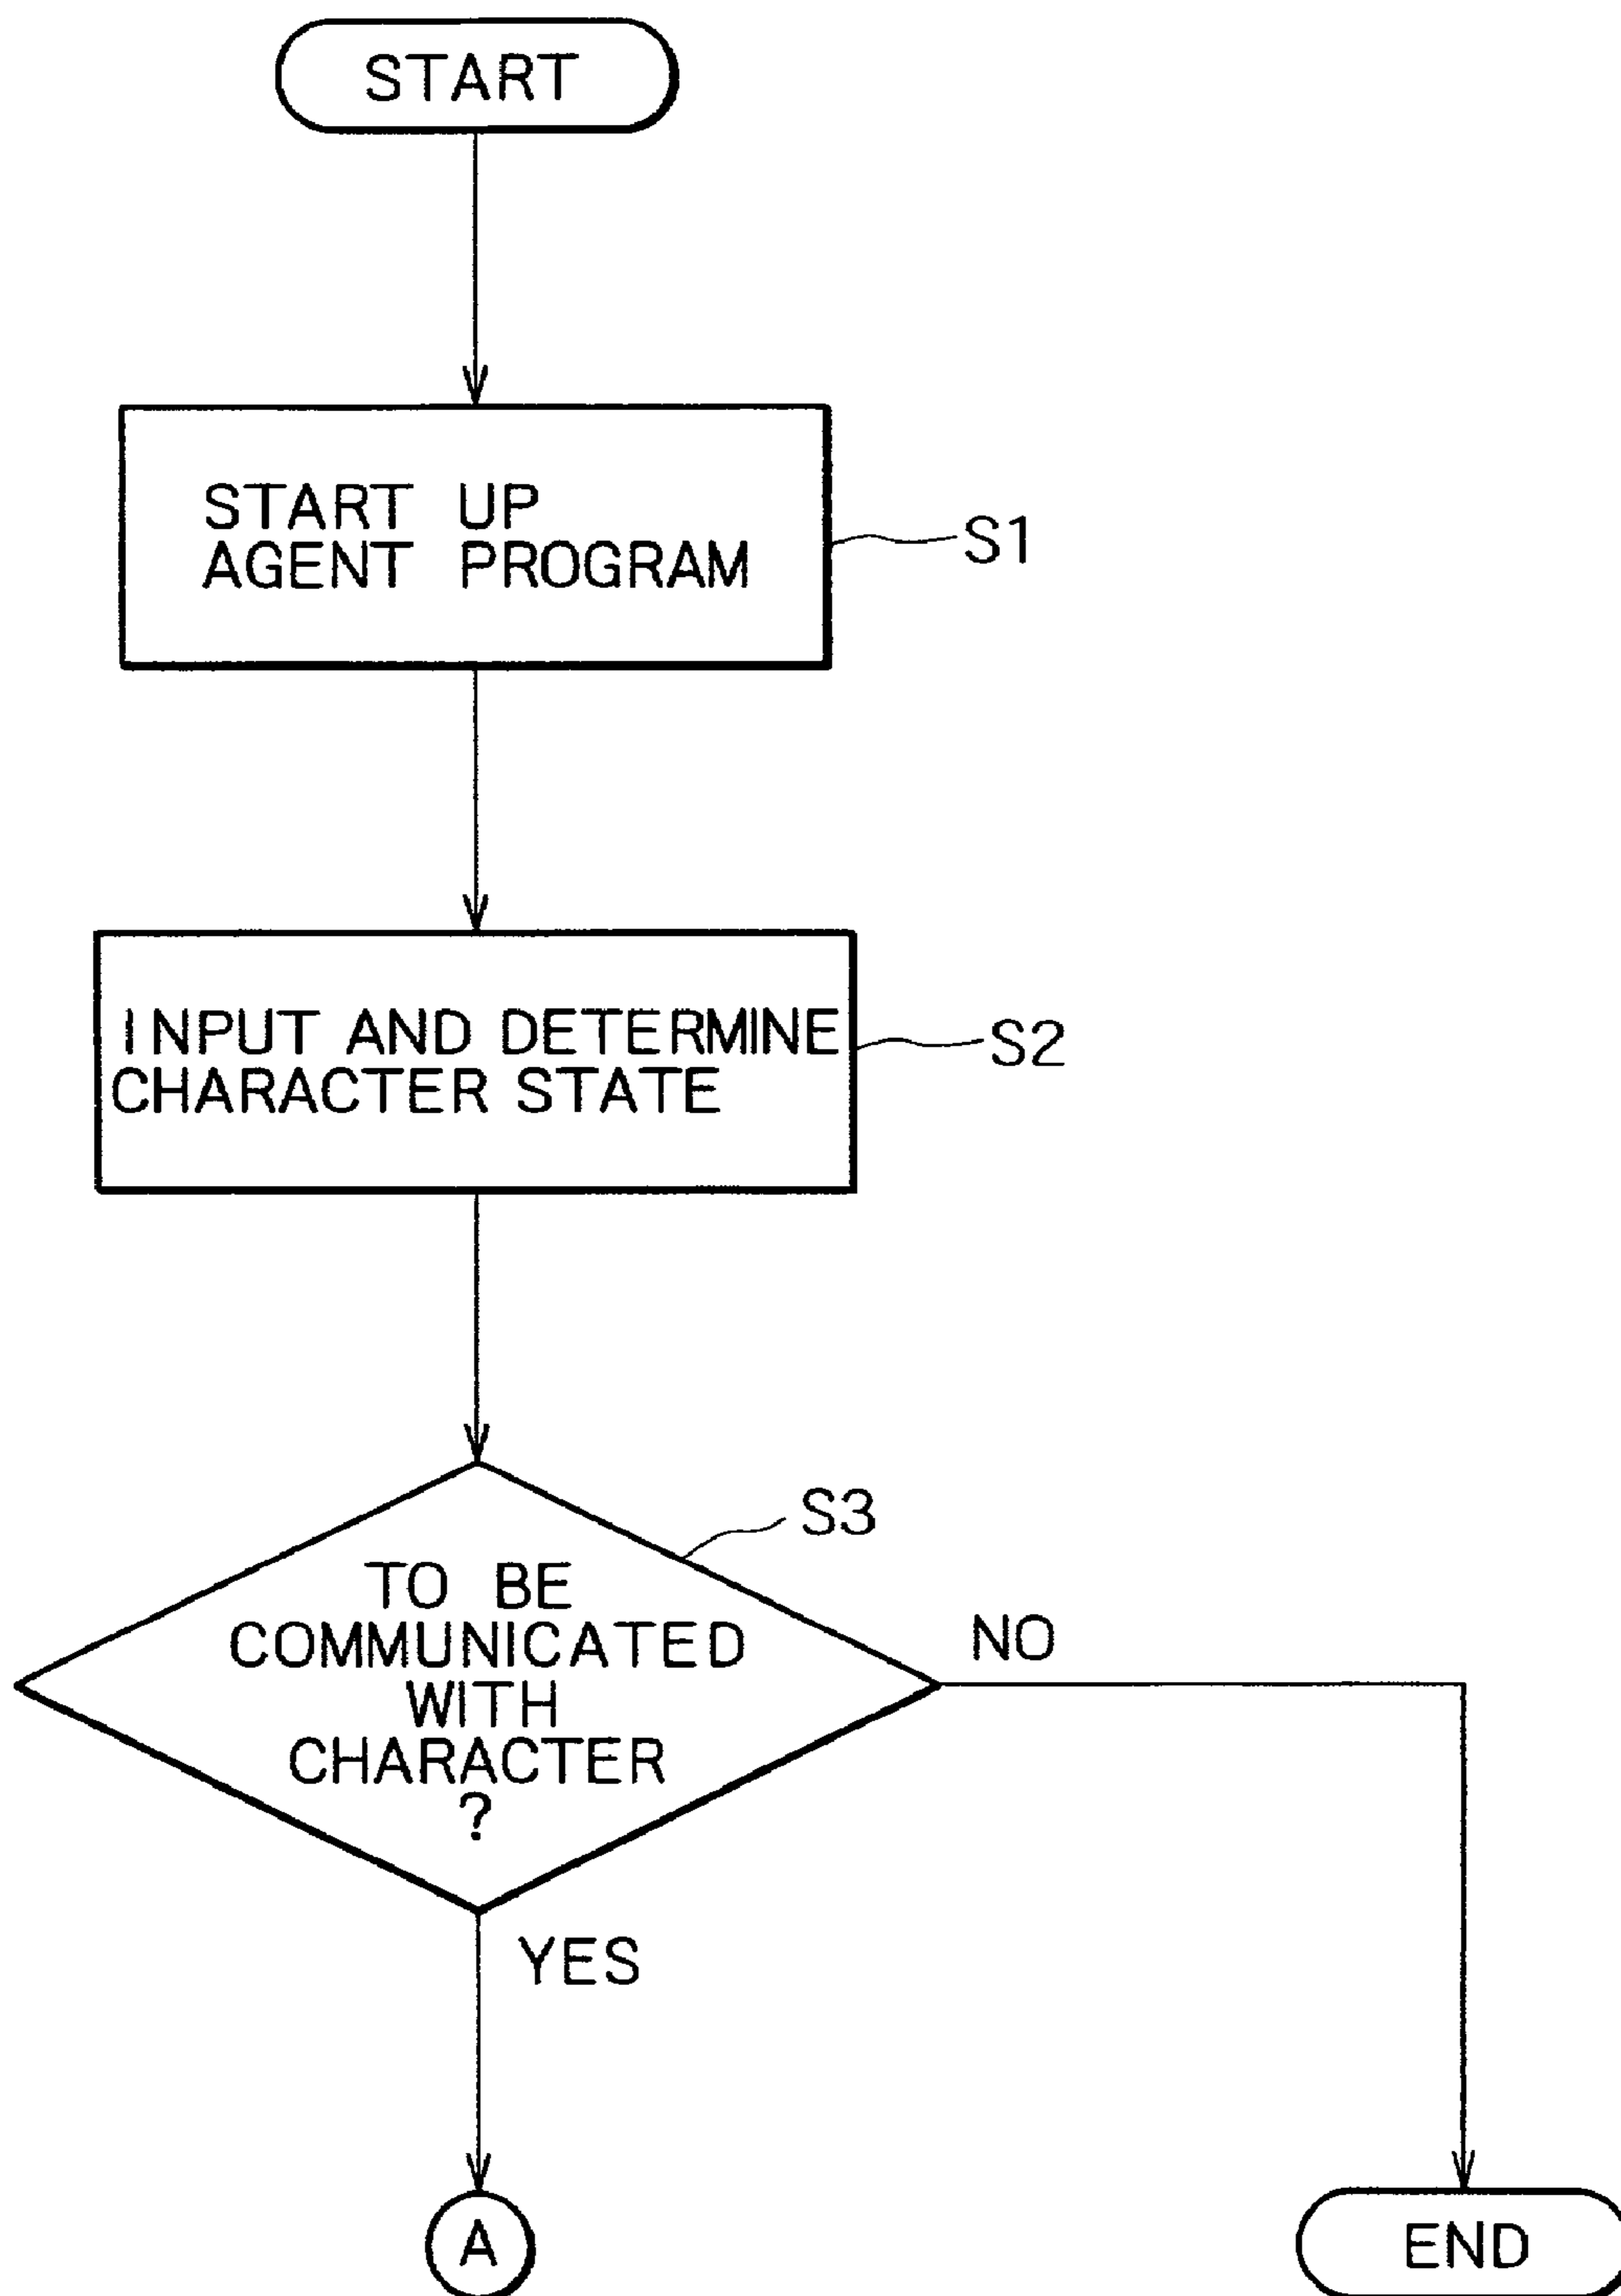 START
START UP
AGENT PROGRAM
S1
INPUT AND DETERMINE
CHARACTER STATE
S2
S3
TO BE
COMMUNICATED
WITH
CHARACTER
?
NO
YES
A
END